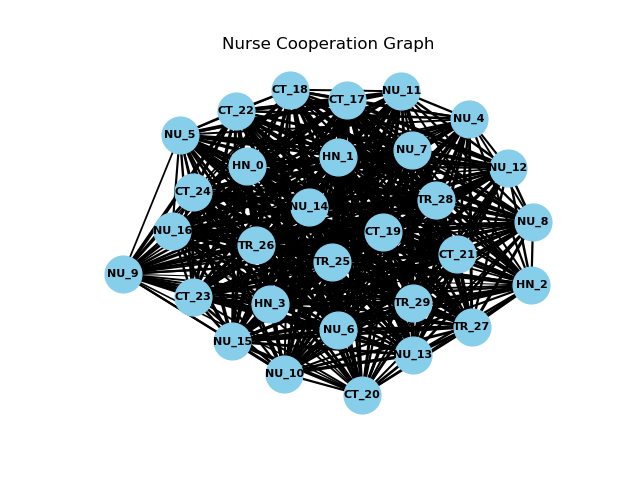 Nurse Cooperation Graph
CT_18
NU_11
CT_17
CT_22
NU_4
NU_5
NU_7
HN_1
HN_0
NU_12
CT_24
TR_28
NU_14
NU_8
NU_16
CT_19
TR_26
CT_21
TR_25
NU_9
HN_2
CT_23
HN_3
TR_29
TR_27
NU_6
NU_15
NU_13
NU_10
CT_20